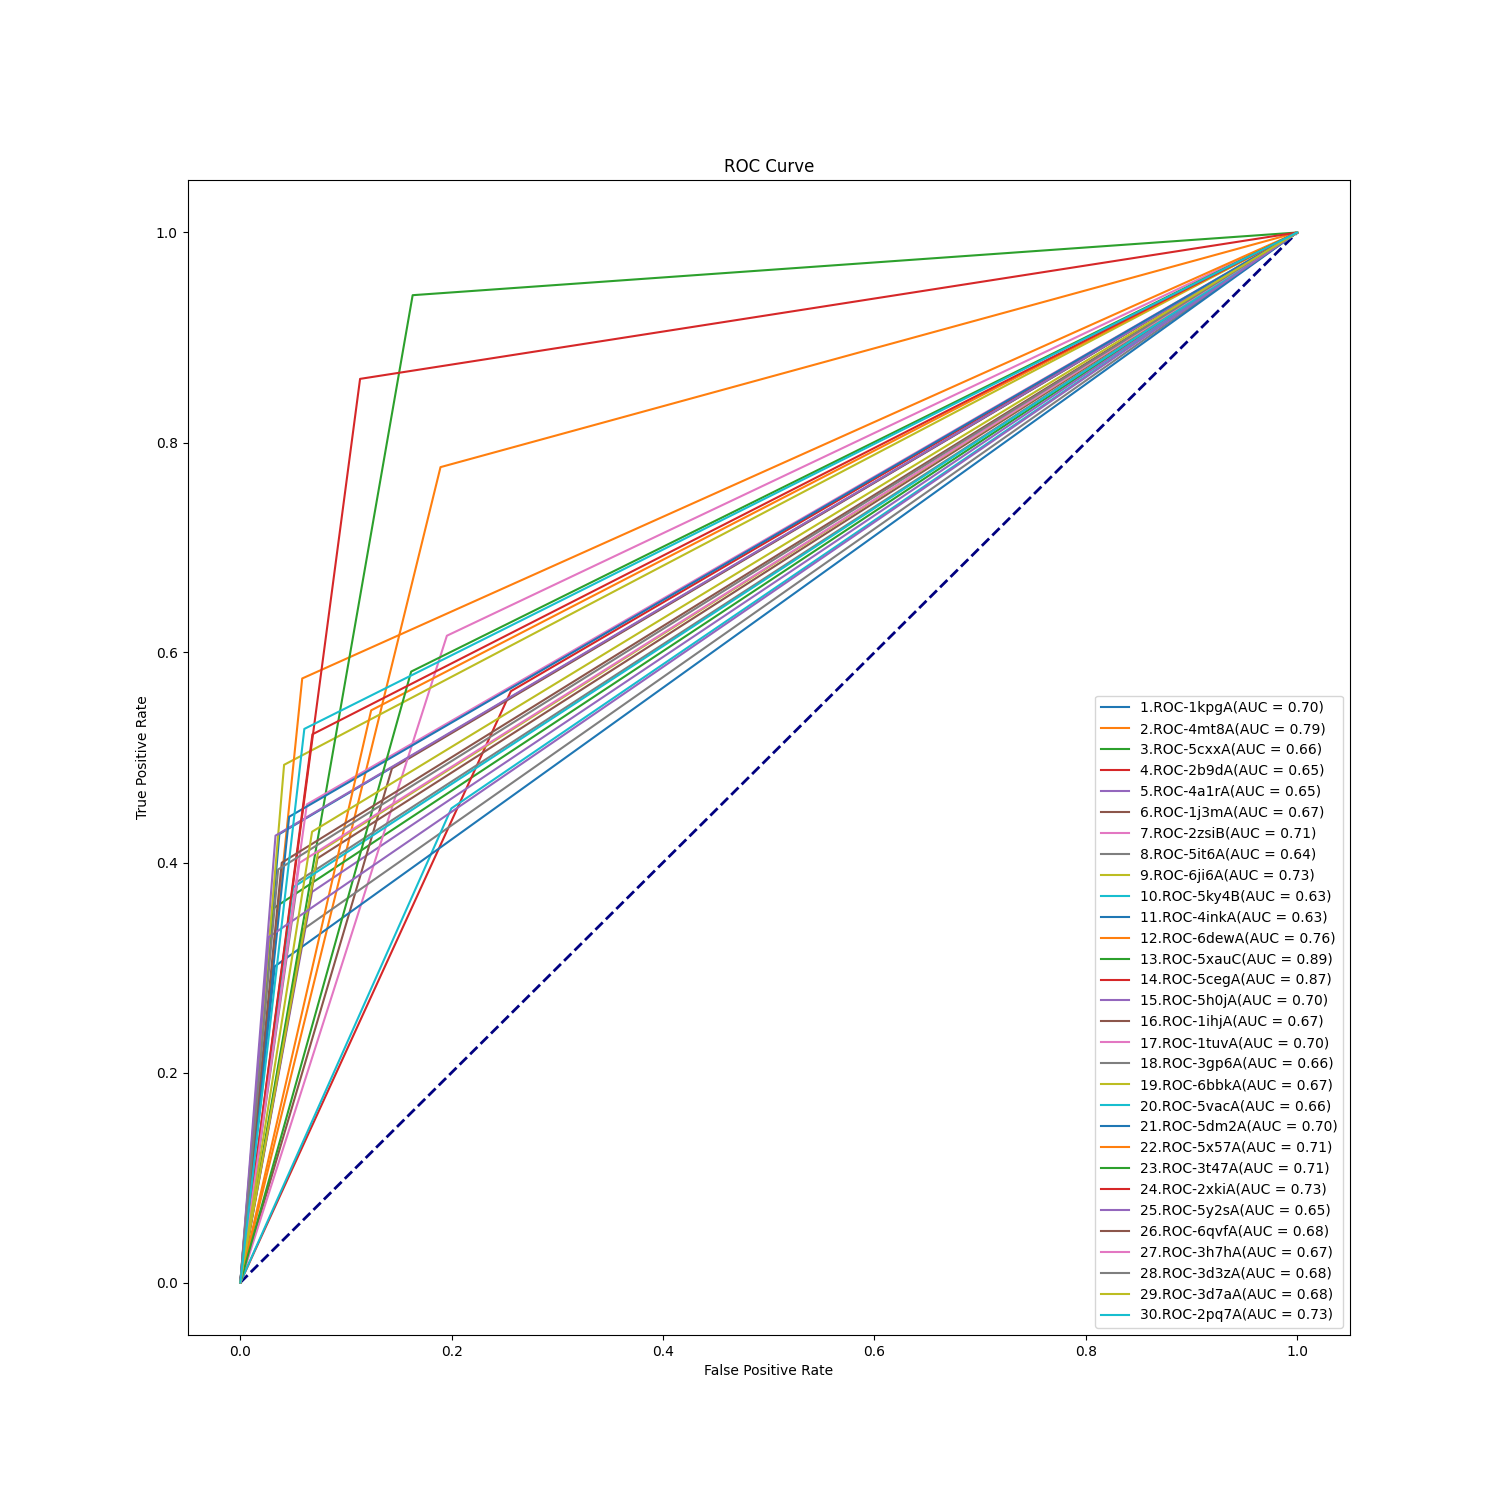 ROC Curve
1.0
0.8
0.6
0.4
0.2
0.0
True Positive Rate
1.ROC-1kpgA(AUC = 0.70)
2.ROC-4mt8A(AUC = 0.79)
3.ROC-5cxxA(AUC = 0.66)
4.ROC-2b9dA(AUC = 0.65)
5.ROC-4a1rA(AUC = 0.65)
6.ROC-1j3mA(AUC = 0.67)
7.ROC-2zsiB(AUC = 0.71)
8.ROC-5it6A(AUC = 0.64)
9.ROC-6ji6A(AUC = 0.73)
10.ROC-5ky4B(AUC = 0.63)
11.ROC-4inkA(AUC = 0.63)
12.ROC-6dewA(AUC = 0.76)
13.ROC-5xauC(AUC = 0.89)
14.ROC-5cegA(AUC = 0.87)
15.ROC-5h0jA(AUC = 0.70)
16.ROC-1ihjA(AUC = 0.67)
17.ROC-1tuvA(AUC = 0.70)
18.ROC-3gp6A(AUC = 0.66)
19.ROC-6bbkA(AUC = 0.67)
20.ROC-5vacA(AUC = 0.66)
21.ROC-5dm2A(AUC = 0.70)
22.ROC-5x57A(AUC = 0.71)
23.ROC-3t47A(AUC = 0.71)
24.ROC-2xkiA(AUC = 0.73)
25.ROC-5y2sA(AUC = 0.65)
26.ROC-6qvfA(AUC = 0.68)
27.ROC-3h7hA(AUC = 0.67)
28.ROC-3d3zA(AUC = 0.68)
29.ROC-3d7aA(AUC = 0.68)
30.ROC-2pq7A(AUC = 0.73)
0.0 0.2 0.4 0.6 0.8 1.0
False Positive Rate